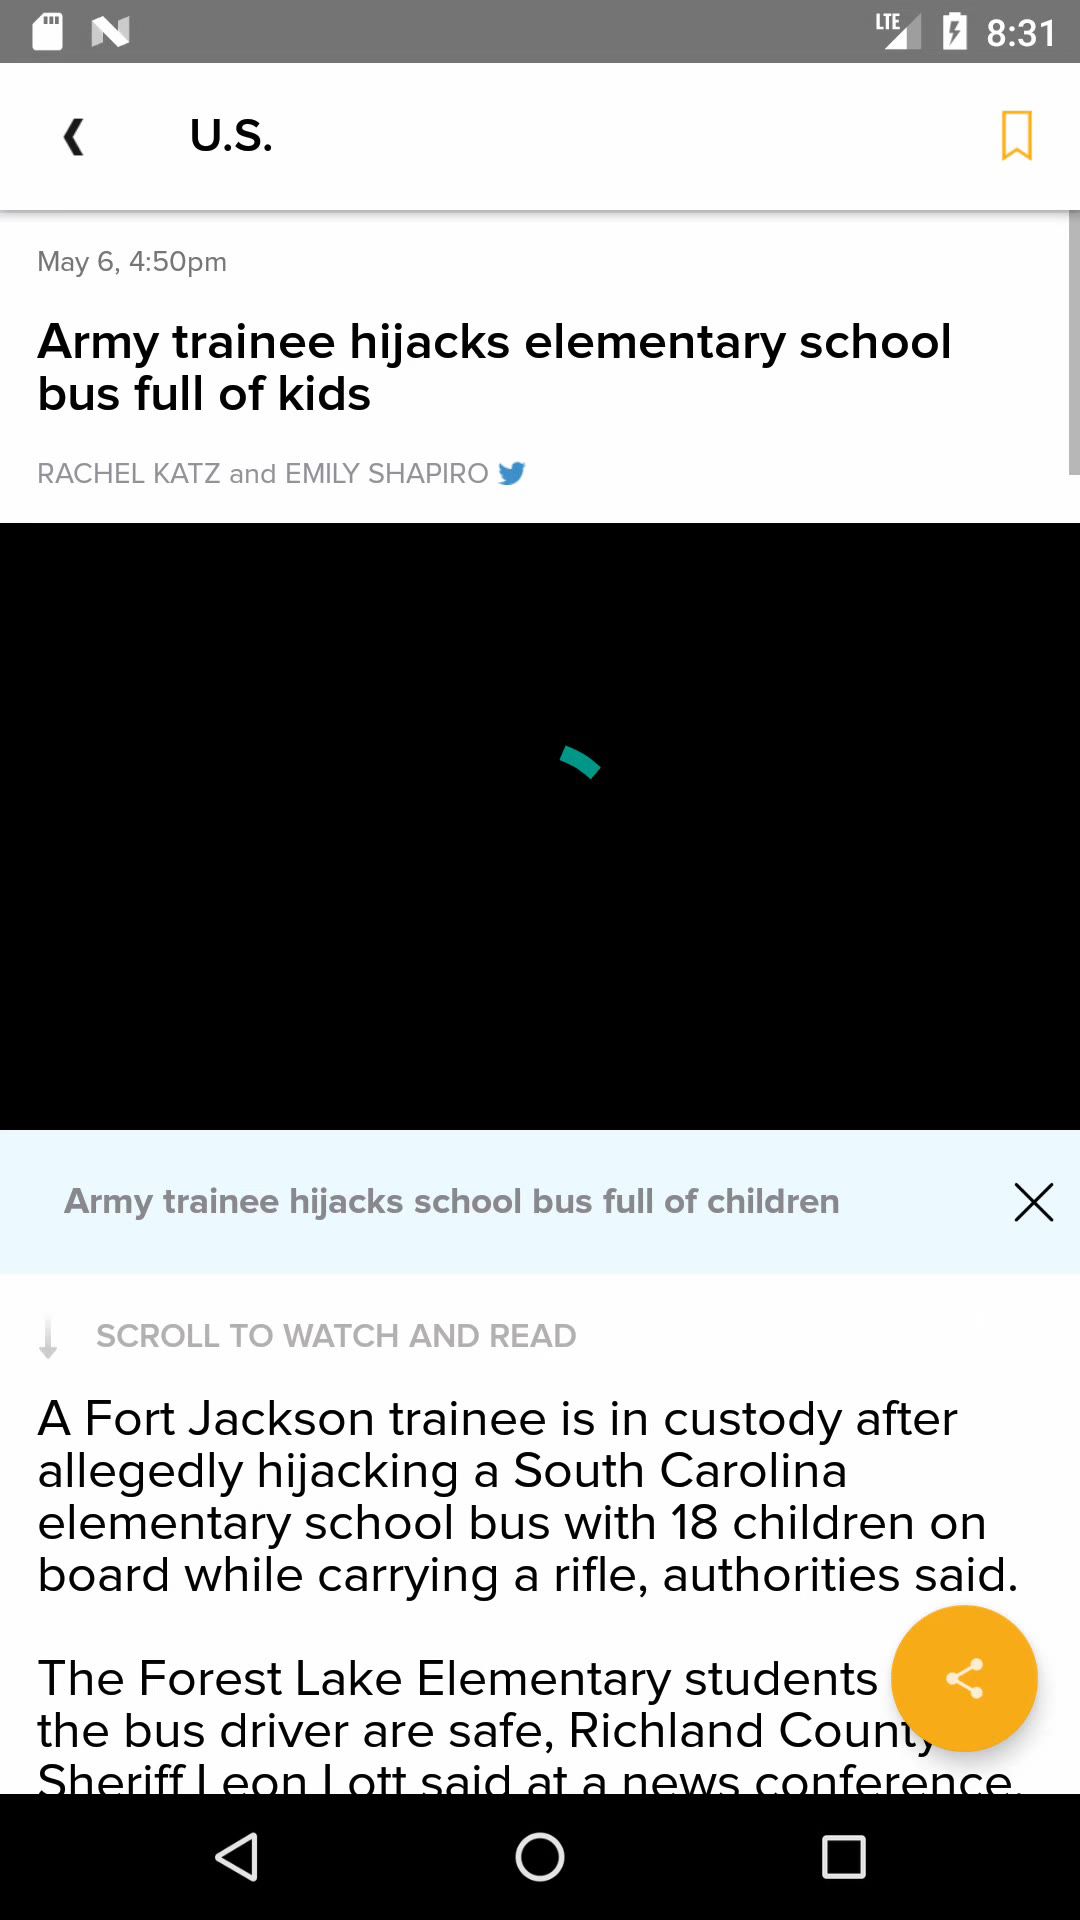 LTE 8:31
U.S.
May 6, 4:50pm
Army trainee hijacks elementary school
bus full of kids
RACHEL KATZ and EMILY SHAPIRO
Army trainee hijacks school bus full of children
SCROLL TO WATCH AND READ
A Fort Jackson trainee is in custody after
allegedly hijacking a South Carolina
elementary school bus with 18 children on
board while carrying a rifle, authorities said.
The Forest Lake Elementary students
the bus driver are safe, Richland County
Sheriff Leon Lott said at a news conference.